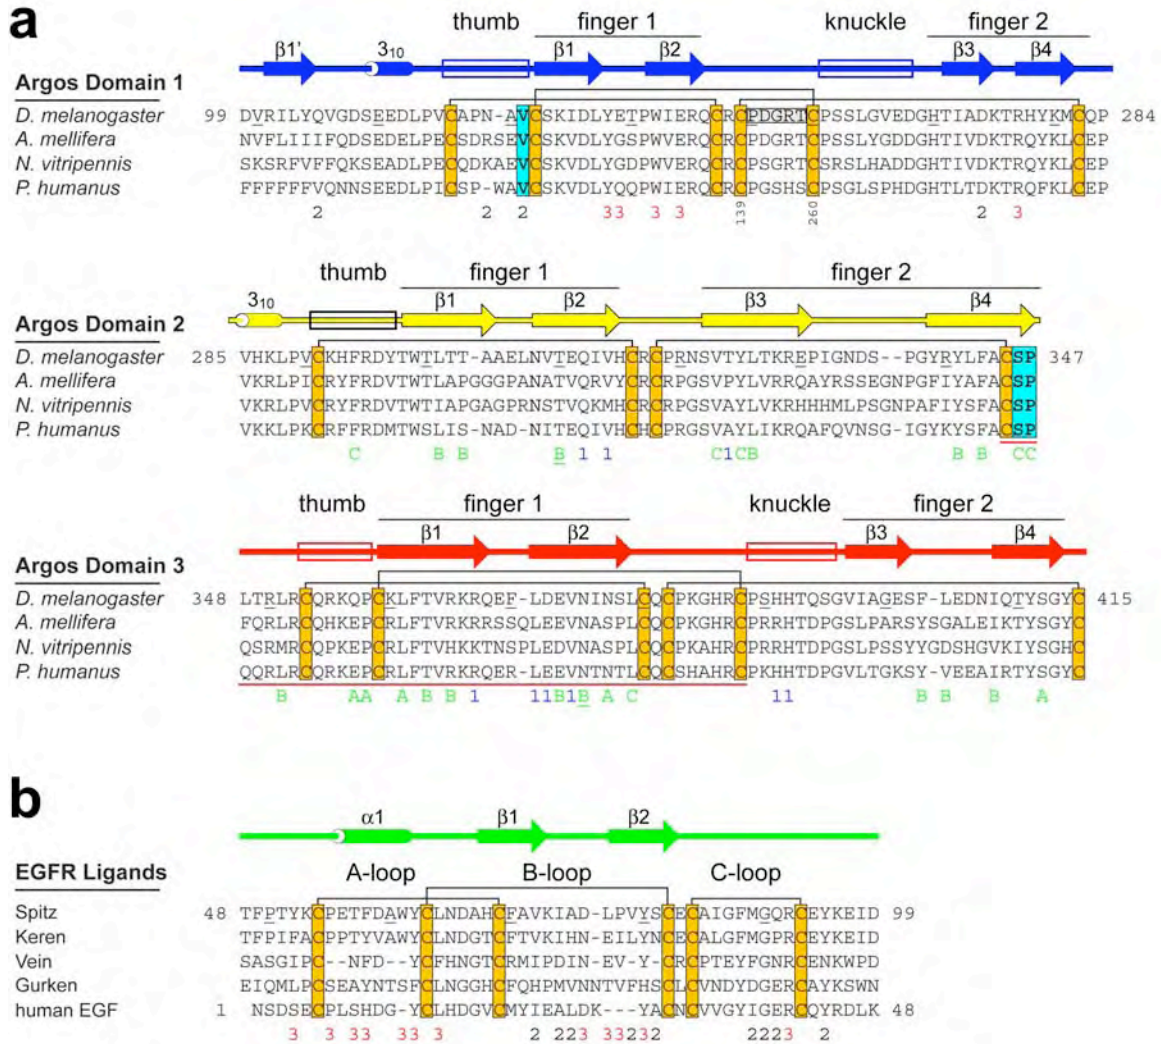 a
thumb finger 1 knuckle finger 2
β1' 3₁₀ β1 β2 β3 β4
Argos Domain 1
D. melanogaster 99 DVRILYQVGDSEEDLPVCAPN-AVCSKIDLYETPWIERQCRCPDGRTCPSSLGVEDGHTIADKTRHYKMCQP 284
A. mellifera NVFLIIIFQDSEDELPECSDRSEVCSKVDLYGSPWVERQCRCPDGRTCPSSLHATDGHTIVDKTRQYKLCEP
N. vitripennis SKSRFVFFQKSEADLPECQDKAEVCSKVDLYGDPWVERQCRCPSGRTCSRSLHADDGHTIVDKTRQYKLCEP
P. humanus FFFFFFVQNNSEEDLPICSP-WAVCSKVDLYQQPWIERQCRCPGSHSCPSGLSPHDGHTLTDKTRQFKLCEP
2 2 2 33 3 3 139 260 2 3
thumb finger 1 finger 2
3₁₀ β1 β2 β3 β4
Argos Domain 2
D. melanogaster 285 VHKLPVCKHFRDYTWTLTT-AAELNVTEQIVHCRCPRNSVTYLTKREPIGNDS--PGYRYLFACSP 347
A. mellifera VKRLPICRYFRDVTWTLAPGGGPANATVQRVYCRCRPGSVPYLVRRQAYRSSEGNPGFIYAFACSP
N. vitripennis VKRLPVCRYFRDVTWTIAPGAGPRNSTVQKMHCRCRPGSVAYLVKRHHHMLPSGNPAFIYSFACSP
P. humanus VKKLPKCRFFRDMTWSLIS-NAD-NITEQIVHCHCPRGSVAYLIKRQAFQVNSG-IGYKYSFACSP
C B B B 1 1 C1CB B B CC
thumb finger 1 knuckle finger 2
β1 β2 β3 β4
Argos Domain 3
D. melanogaster 348 LTRLRCQRKQPCKLFTVRKRQEF-LDEVNINSLCQCPKGHRCPSHHTQSGVIAGESF-LEDNIQTYSGYC 415
A. mellifera FQRLRCQHKEPCRLFTVRKRRSSQLEEVNASPLCQCPKGHRCPRRHTDPGSLPARSYSGALEIKTYSGYC
N. vitripennis QSRMRCQPKEPCRLFTVHKKTNSPLEDVNASPLCQCPKAHRCPRRHTDPGSLPSSYYGDSHGVKIYSGHC
P. humanus QQRLRCQRKEPCRLFTVRKRQER-LEEVNTNTLCQCSHAHRCPKHHTDPGVLTGKSY-VEEAIRTYSGYC
B AA A B B 1 11B1B A C 11 B B B A
b
α1 β1 β2
EGFR Ligands
A-loop B-loop C-loop
Spitz 48 TFPTYKCPETFDAWYCLNDAHCFAVKIAD-LPVYSCECAIGFMGQRCEYKEID 99
Keren TFPIFACPPTYVAWYCLNDGTCFTVKIHN-EILYNCECALGFMGPRCEYKEID
Vein SASGIPC--NFD--YCFHNGTCRMIPDIN-EV-YCRCPTEYFGNRCENKWPD
Gurken EIQMLPCSEAYNTSFCLNGGHCFQHPMVNNTVFHSCLCVNDYDGERCAYKSWN
human EGF 1 NSDSECPLSHDG-YCLHDGVCMYIEALDK---YACNCVVGYIGERCQYRDLK 48
3 3 33 33 3 2 223 33232 2223 2